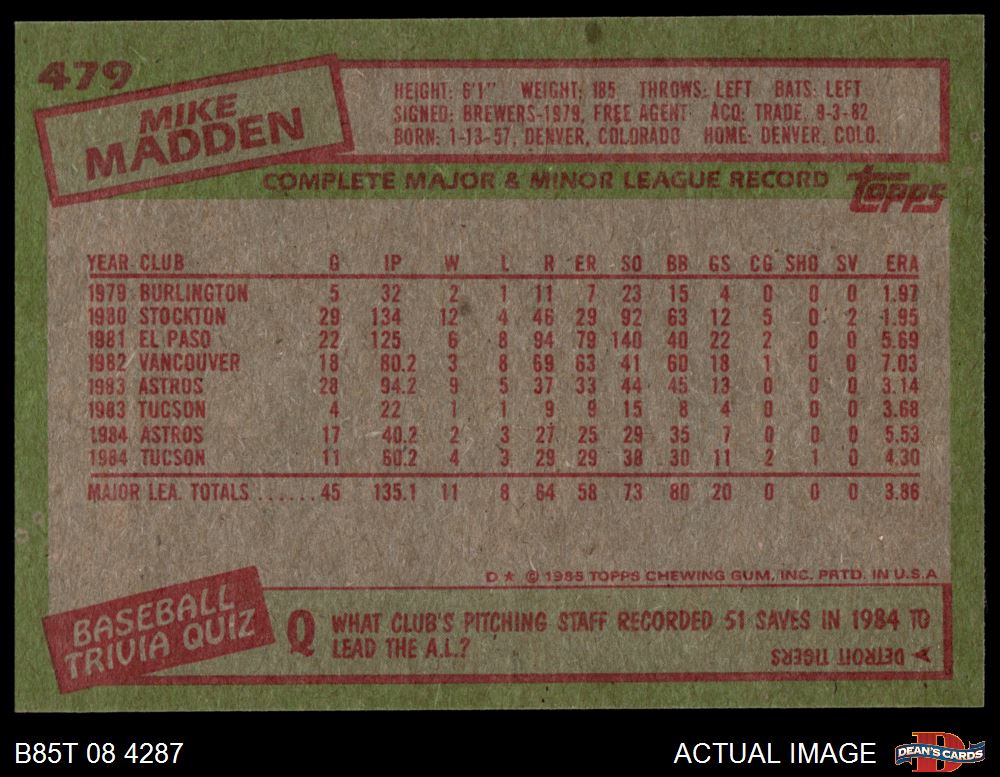 479
MIKE
MADDEN
HEIGHT: 6'1" WEIGHT: 185 THROWS: LEFT BATS: LEFT
SIGNED: BREWERS-1979, FREE AGENT ACQ: TRADE, 9-3-82
BORN: 1-13-57, DENVER, COLORADO HOME: DENVER, COLO.
COMPLETE MAJOR & MINOR LEAGUE RECORD topps
YEAR CLUB G IP W L R ER SO BB GS CG SHO SV ERA
1979 BURLINGTON 5 32 2 1 11 7 23 15 4 0 0 0 1.97
1980 STOCKTON 29 134 12 4 46 29 92 63 12 5 0 2 1.95
1981 EL PASO 22 125 6 8 94 79 140 40 22 2 0 0 5.69
1982 VANCOUVER 18 80.2 3 8 69 63 41 60 18 1 0 0 7.03
1983 ASTROS 28 94.2 9 5 37 33 44 45 13 0 0 0 3.14
1983 TUCSON 4 22 1 1 9 9 15 8 4 0 0 0 3.68
1984 ASTROS 17 40.2 2 3 27 25 29 35 7 0 0 0 5.53
1984 TUCSON 11 60.2 4 3 29 29 38 30 11 2 1 0 4.30
MAJOR LEA. TOTALS ......45 135.1 11 8 64 58 73 80 20 0 0 0 3.86
D★ © 1985 TOPPS CHEWING GUM, INC. PRTD. IN U.S.A
BASEBALL
TRIVIA QUIZ
Q WHAT CLUB'S PITCHING STAFF RECORDED 51 SAVES IN 1984 TO
LEAD THE A.L.?
A DETROIT TIGERS
B85T 08 4287
ACTUAL IMAGE
D
DEAN'S CARDS